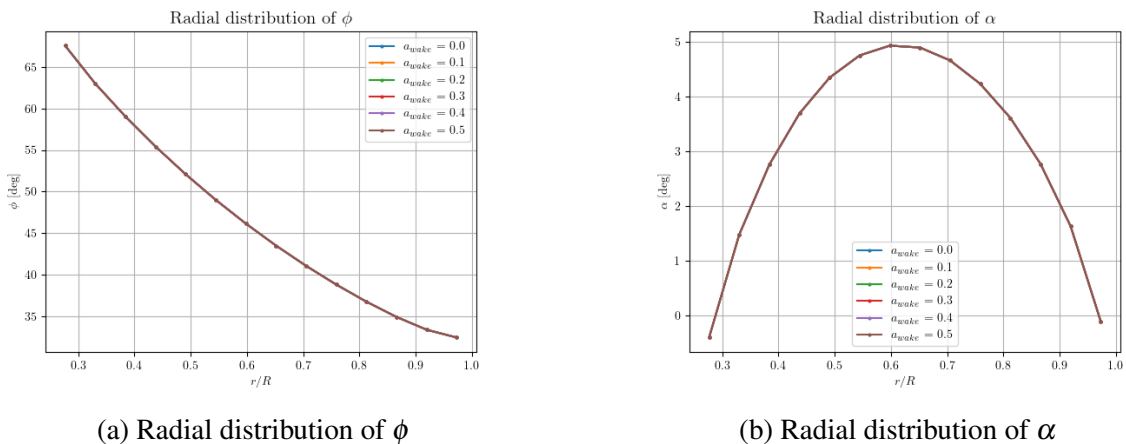 Radial distribution of ϕ
ϕ [deg]
65
60
55
50
45
40
35
a_wake = 0.0
a_wake = 0.1
a_wake = 0.2
a_wake = 0.3
a_wake = 0.4
a_wake = 0.5
0.3 0.4 0.5 0.6 0.7 0.8 0.9 1.0
r/R
(a) Radial distribution of ϕ
Radial distribution of α
α [deg]
5
4
3
2
1
0
a_wake = 0.0
a_wake = 0.1
a_wake = 0.2
a_wake = 0.3
a_wake = 0.4
a_wake = 0.5
0.3 0.4 0.5 0.6 0.7 0.8 0.9 1.0
r/R
(b) Radial distribution of α